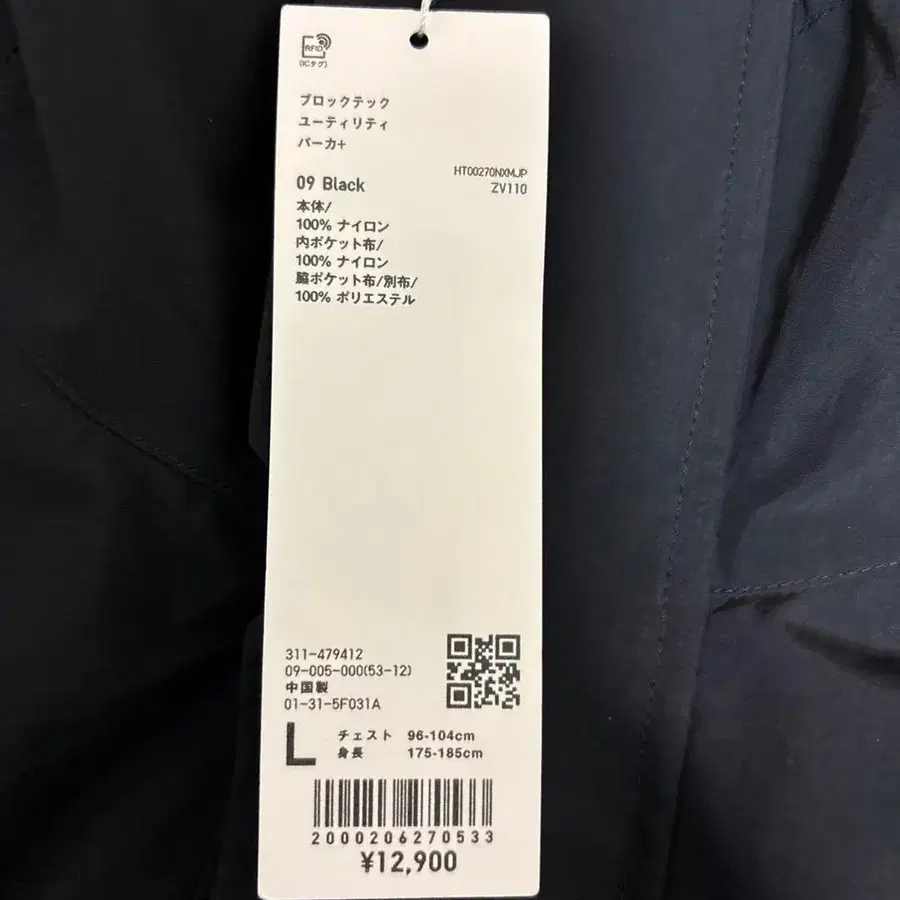 RFID
(ICタグ)
ブロックテック
ユーティリティ
パーカ+
HT00270NXMJP
09 Black
ZV110
本体/
100% ナイロン
内ポケット布/
100% ナイロン
脇ポケット布/別布/
100% ポリエステル
311-479412
09-005-000(53-12)
中国製
01-31-5F031A
L チェスト 96-104cm
身長 175-185cm
2000206270533
¥12,900